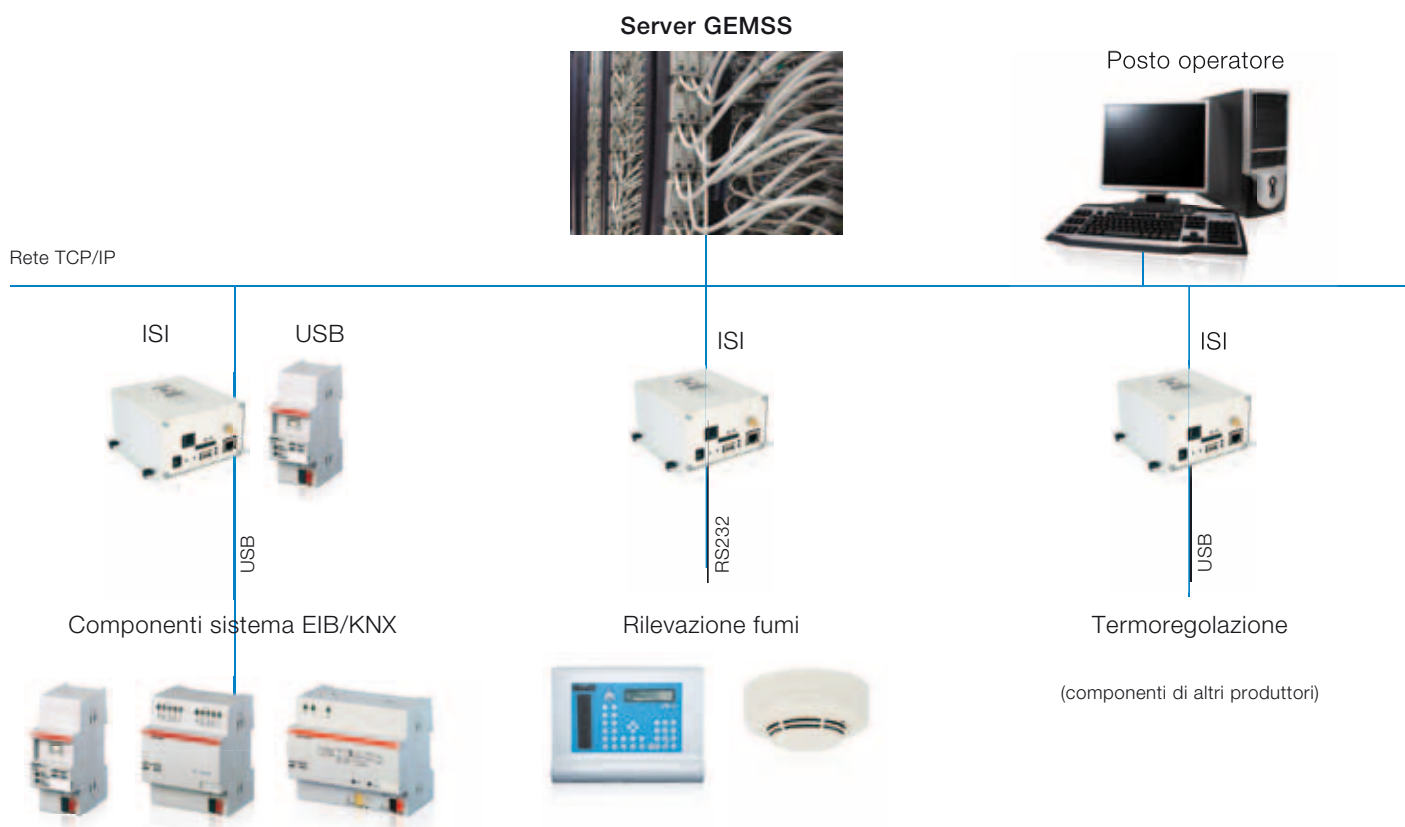 Server GEMSS
Posto operatore
Rete TCP/IP
ISI
USB
ISI
ISI
USB
RS232
USB
Componenti sistema EIB/KNX
Rilevazione fumi
Termoregolazione
(componenti di altri produttori)